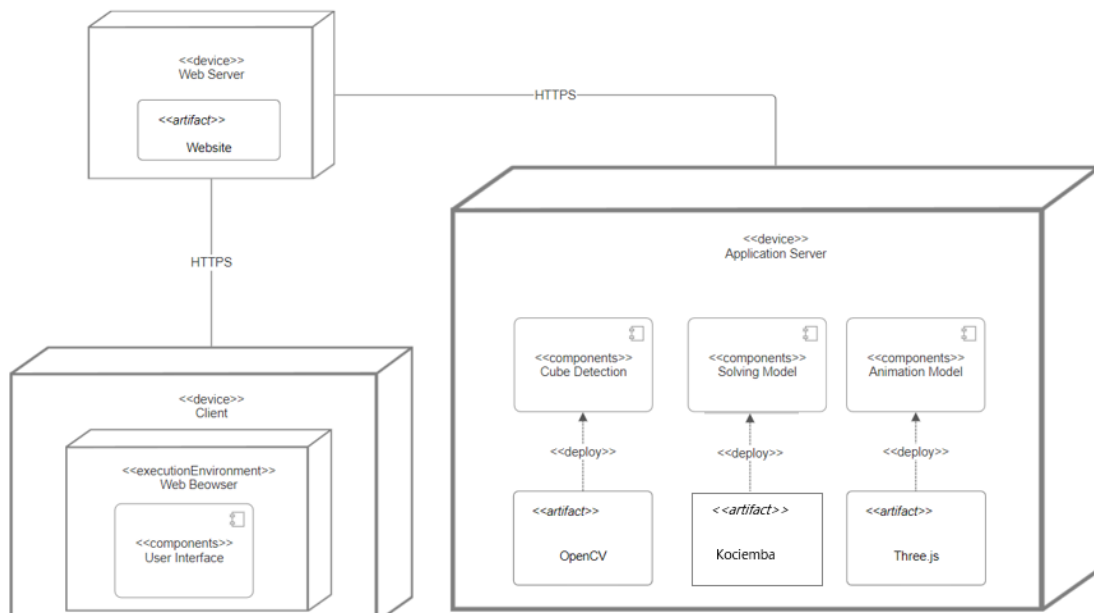 <<device>>
Web Server
<<artifact>>
Website
HTTPS
HTTPS
<<device>>
Application Server
<<components>>
Cube Detection
<<components>>
Solving Model
<<components>>
Animation Model
<<deploy>>
<<deploy>>
<<deploy>>
<<artifact>>
OpenCV
<<artifact>>
Kociemba
<<artifact>>
Three.js
<<device>>
Client
<<executionEnvironment>>
Web Beowser
<<components>>
User Interface